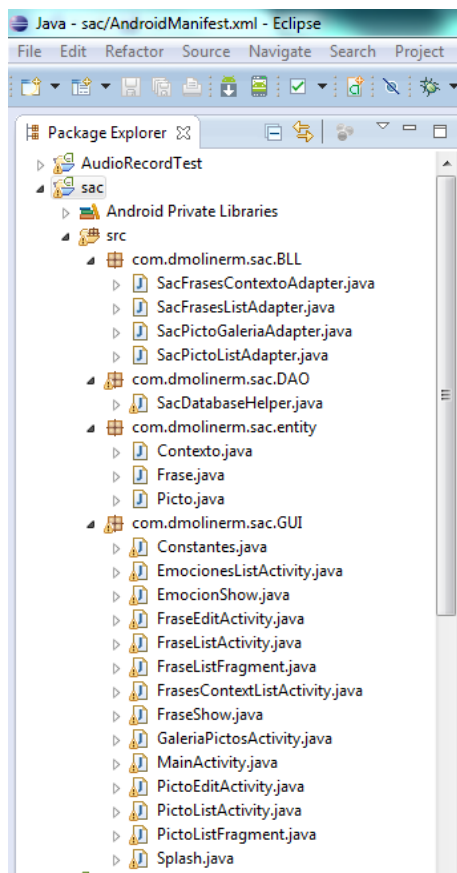 Java - sac/AndroidManifest.xml - Eclipse
File Edit Refactor Source Navigate Search Project
Package Explorer
AudioRecordTest
sac
Android Private Libraries
src
com.dmolinerm.sac.BLL
SacFrasesContextoAdapter.java
SacFrasesListAdapter.java
SacPictoGaleriaAdapter.java
SacPictoListAdapter.java
com.dmolinerm.sac.DAO
SacDatabaseHelper.java
com.dmolinerm.sac.entity
Contexto.java
Frase.java
Picto.java
com.dmolinerm.sac.GUI
Constantes.java
EmocionesListActivity.java
EmocionShow.java
FraseEditActivity.java
FraseListActivity.java
FraseListFragment.java
FrasesContextListActivity.java
FraseShow.java
GaleriaPictosActivity.java
MainActivity.java
PictoEditActivity.java
PictoListActivity.java
PictoListFragment.java
Splash.java